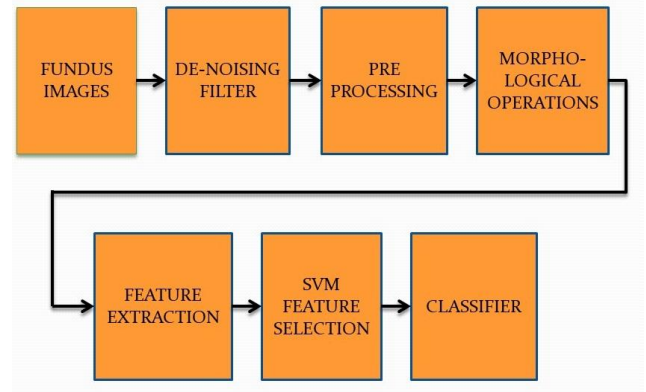 FUNDUS
IMAGES
DE-NOISING
FILTER
PRE
PROCESSING
MORPHO-
LOGICAL
OPERATIONS
FEATURE
EXTRACTION
SVM
FEATURE
SELECTION
CLASSIFIER